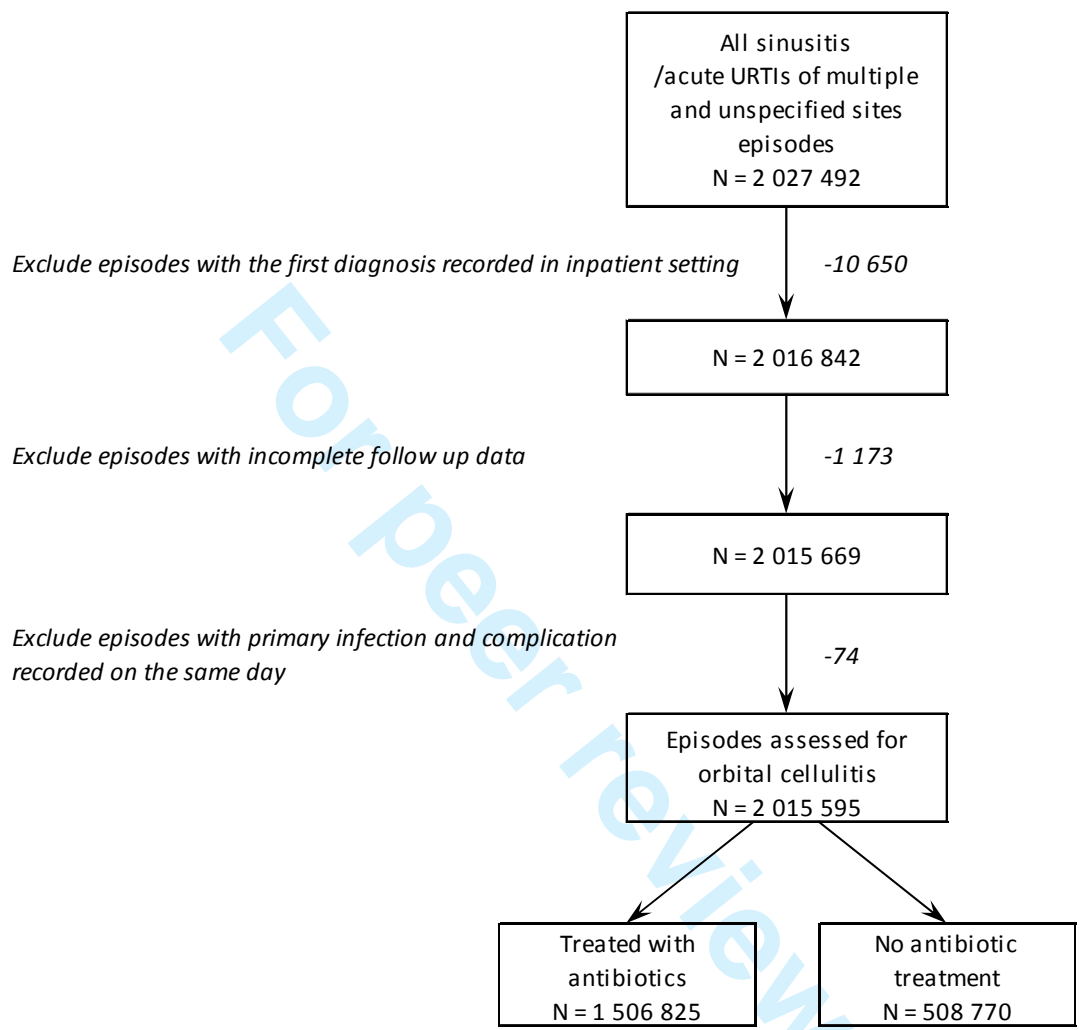 All sinusitis
/acute URTIs of multiple
and unspecified sites
episodes
N = 2 027 492
Exclude episodes with the first diagnosis recorded in inpatient setting
-10 650
N = 2 016 842
Exclude episodes with incomplete follow up data
-1 173
N = 2 015 669
Exclude episodes with primary infection and complication
recorded on the same day
-74
Episodes assessed for
orbital cellulitis
N = 2 015 595
Treated with
antibiotics
N = 1 506 825
No antibiotic
treatment
N = 508 770
For peer review